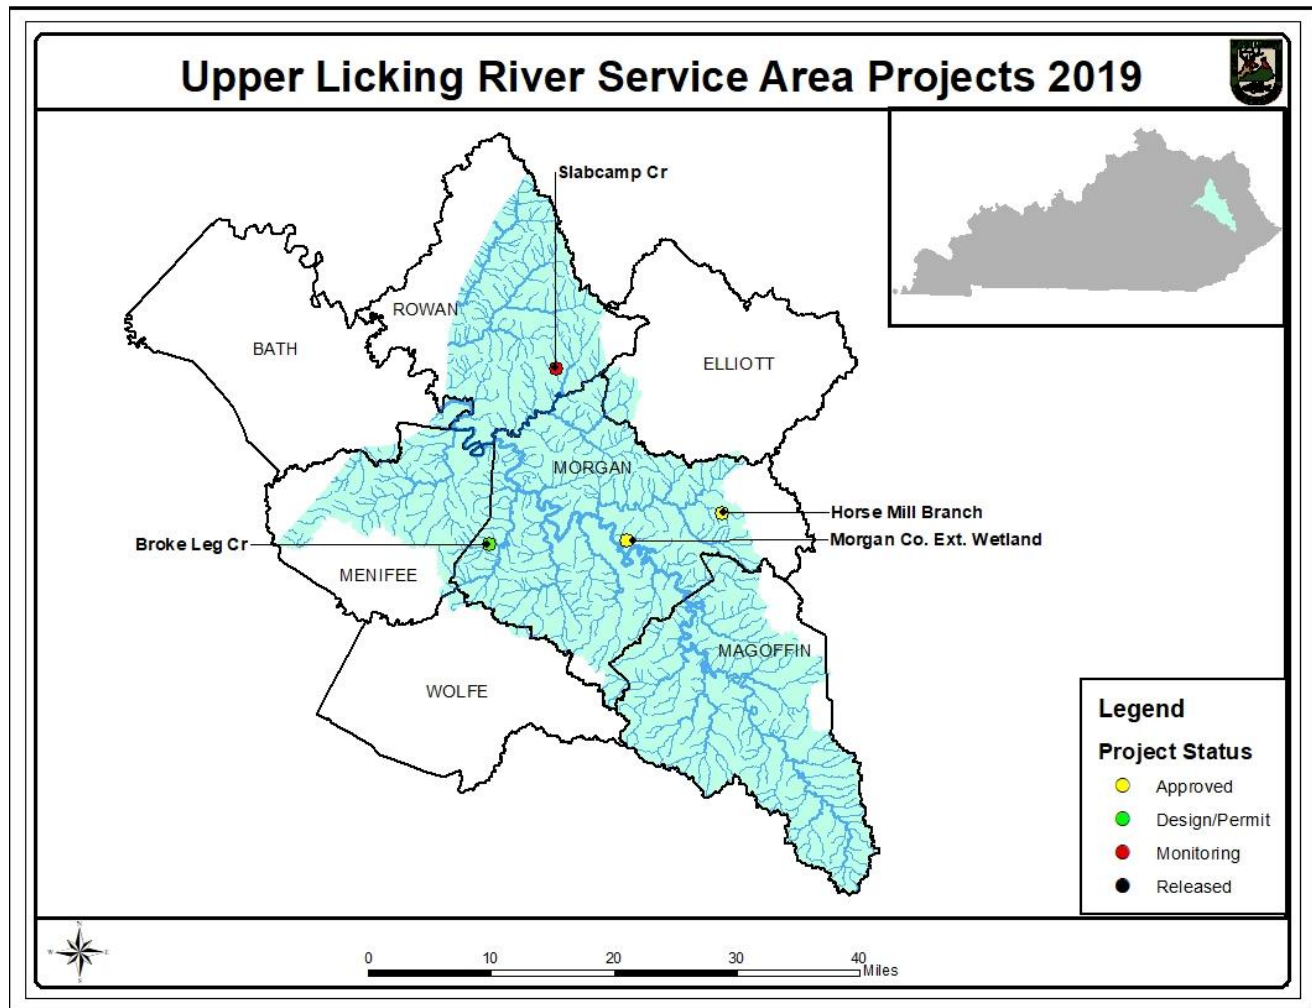 Upper Licking River Service Area Projects 2019
Slabcamp Cr
ROWAN
BATH
ELLIOTT
MORGAN
Horse Mill Branch
Morgan Co. Ext. Wetland
Broke Leg Cr
MENIFEE
MAGOFFIN
WOLFE
Legend
Project Status
Approved
Design/Permit
Monitoring
Released
N
W E
S
0 10 20 30 40
Miles